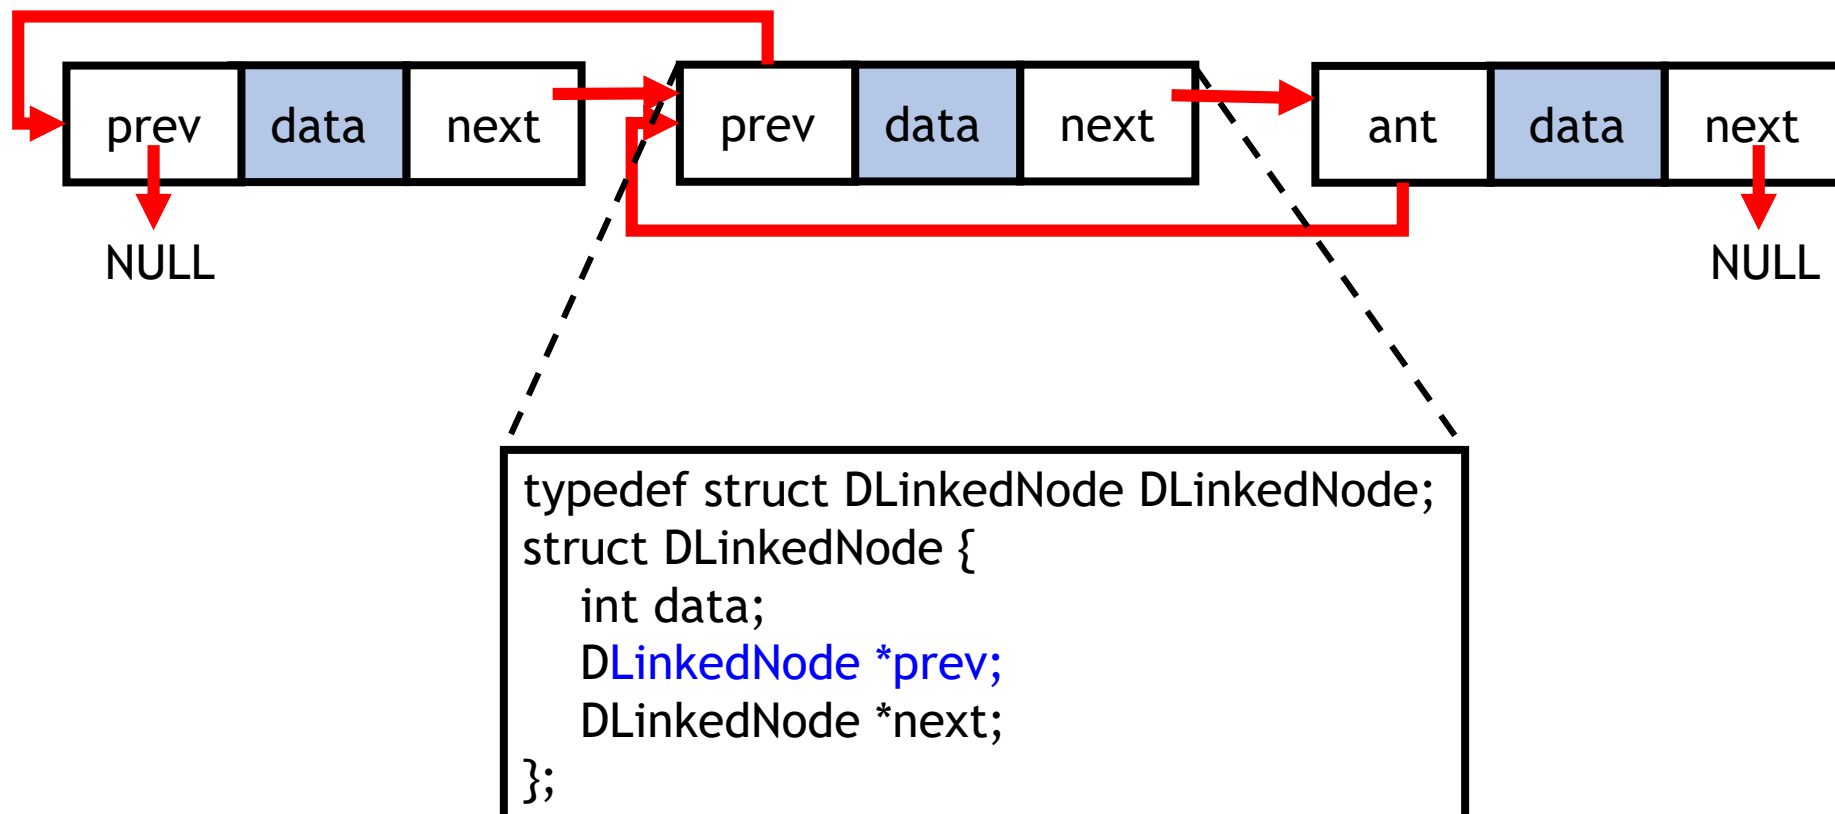 prev data next prev data next ant data next
NULL NULL
typedef struct DLinkedNode DLinkedNode;
struct DLinkedNode {
int data;
DLinkedNode *prev;
DLinkedNode *next;
};